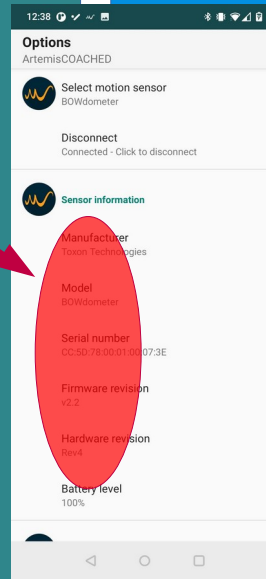 12:38
Options
ArtemisCOACHED
Select motion sensor
BOWdometer
Disconnect
Connected - Click to disconnect
Sensor information
Manufacturer
Toxon Technologies
Model
BOWdometer
Serial number
CC:5D:78:00:01:00:07:3E
Firmware revision
v2.2
Hardware revision
Rev4
Battery level
100%